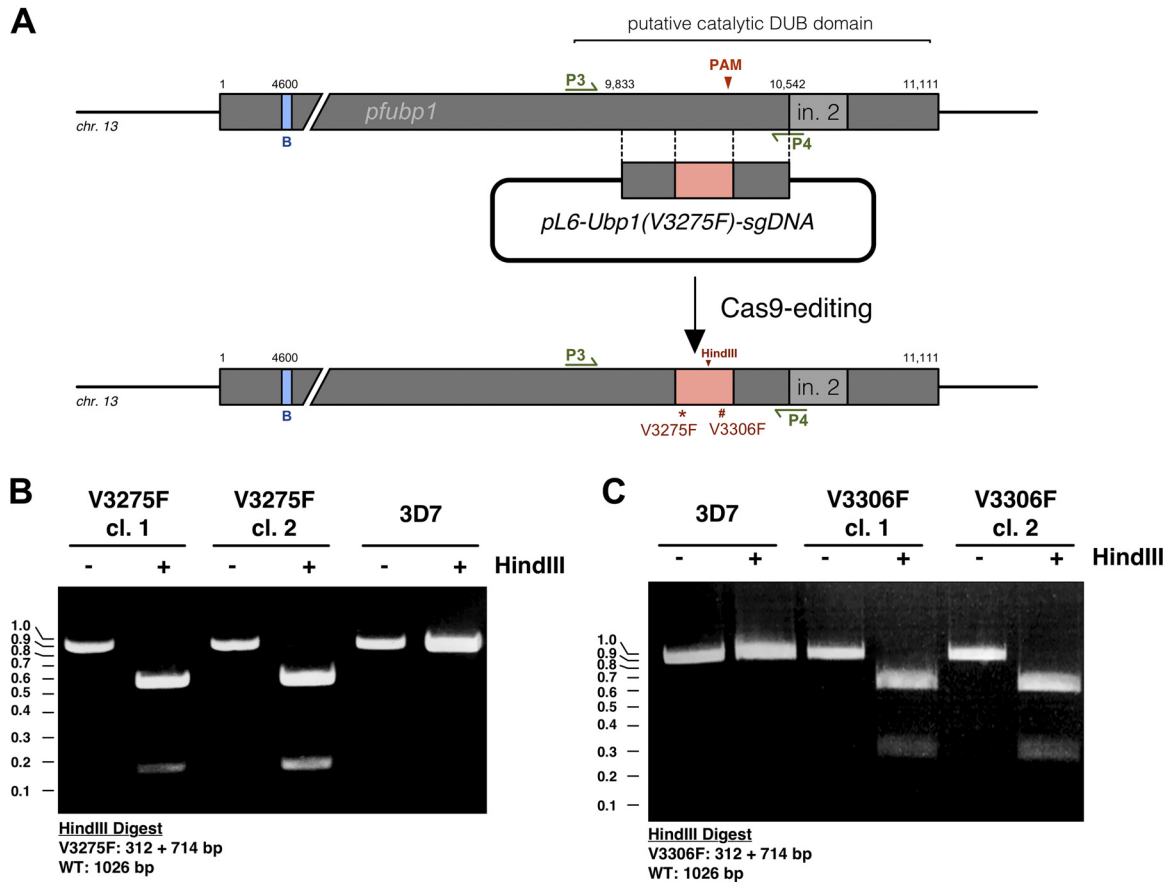 A
putative catalytic DUB domain
PAM
P3
1 4600 9,833 10,542 11,111
pfubp1
in. 2
chr. 13
B
P4
pL6-Ubp1(V3275F)-sgDNA
Cas9-editing
HindIII
P3
1 4600 11,111
in. 2
chr. 13
B
* #
P4
V3275F V3306F
B
V3275F cl. 1
V3275F cl. 2
3D7
- + - + - + HindIII
1.0
0.9
0.8
0.7
0.6
0.5
0.4
0.3
0.2
0.1
HindIII Digest
V3275F: 312 + 714 bp
WT: 1026 bp
C
3D7
V3306F cl. 1
V3306F cl. 2
- + - + - + HindIII
1.0
0.9
0.8
0.7
0.6
0.5
0.4
0.3
0.2
0.1
HindIII Digest
V3306F: 312 + 714 bp
WT: 1026 bp